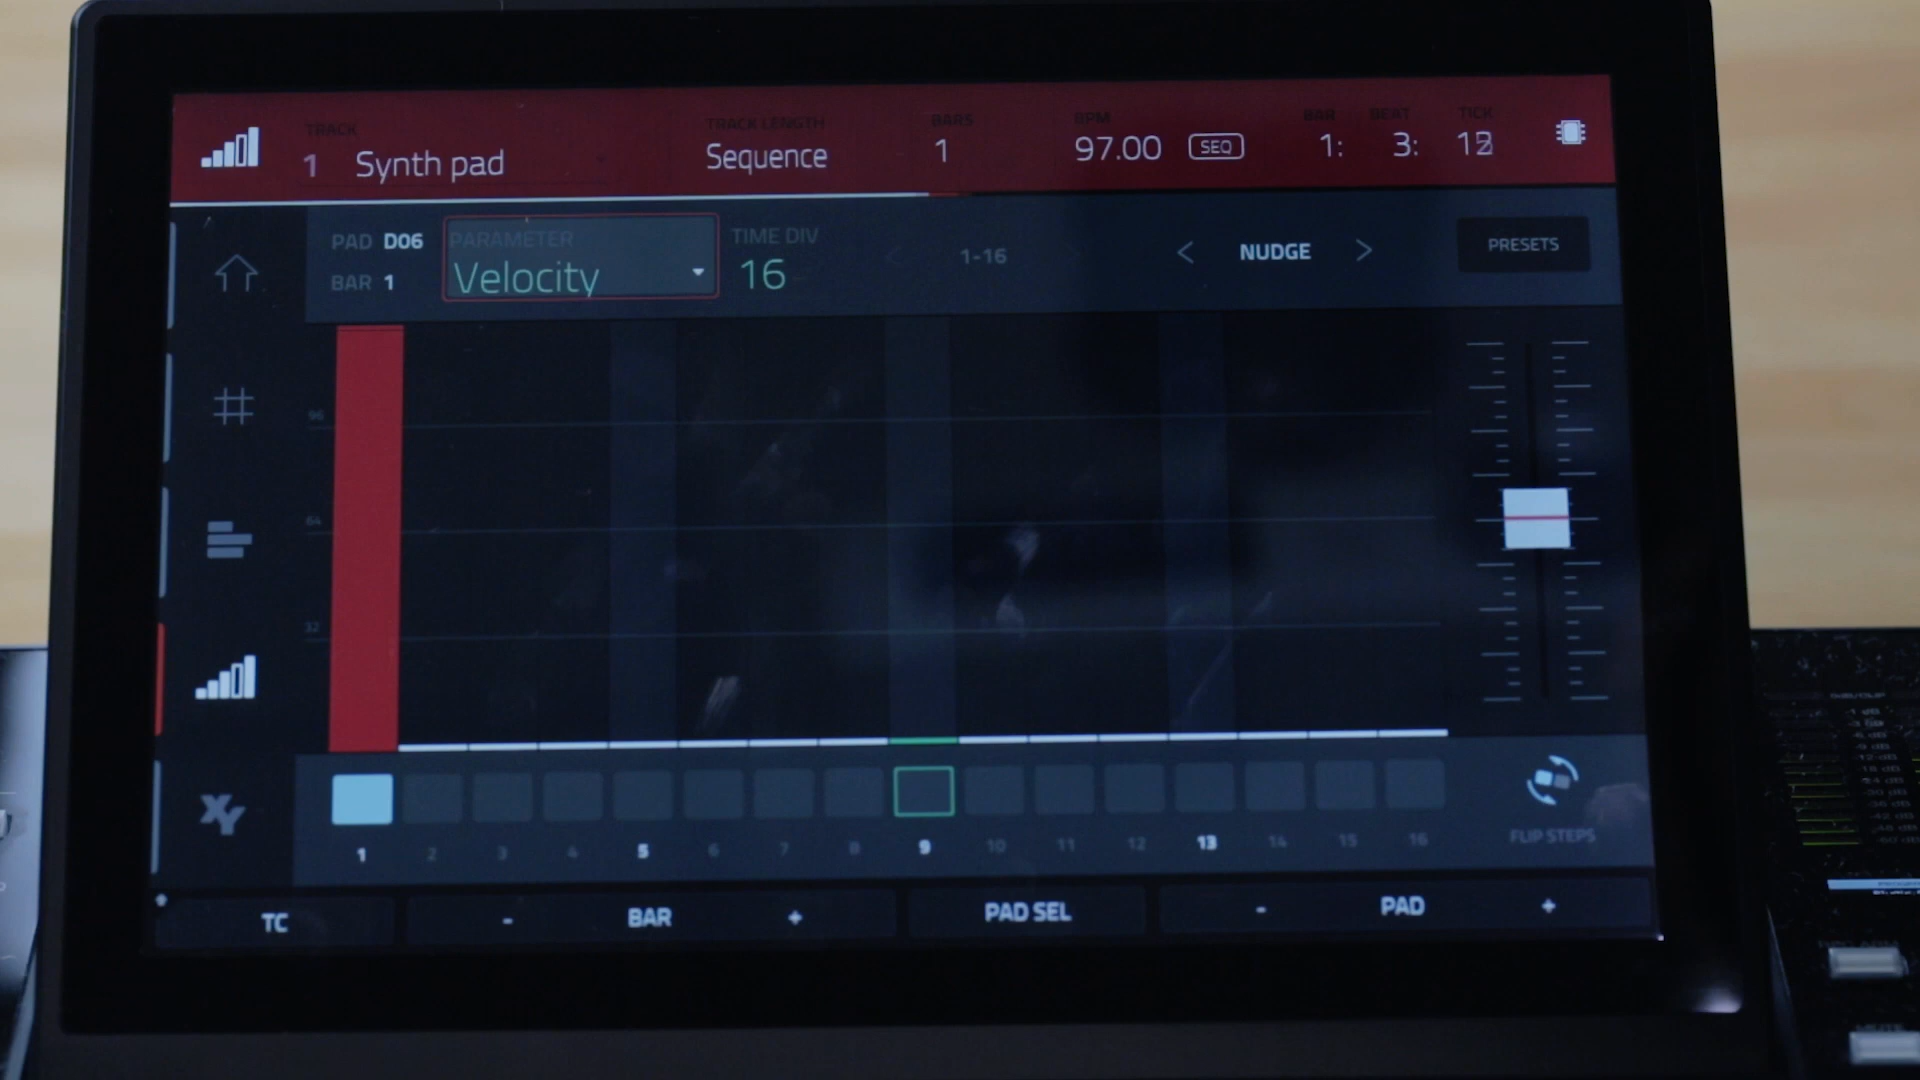 TRACK TRACK LENGTH BARS BPM BAR BEAT TICK
1 Synth pad Sequence 1 97.00 SEQ 1: 3:
PAD D06 PARAMETER TIME DIV
BAR 1 Velocity 16 < 1-16 < NUDGE > PRESETS
96
64
32
XY
1 2 3 4 5 6 7 8 9 10 11 12 13 14 15 16 FLIP STEPS
TC - BAR + PAD SEL - PAD +